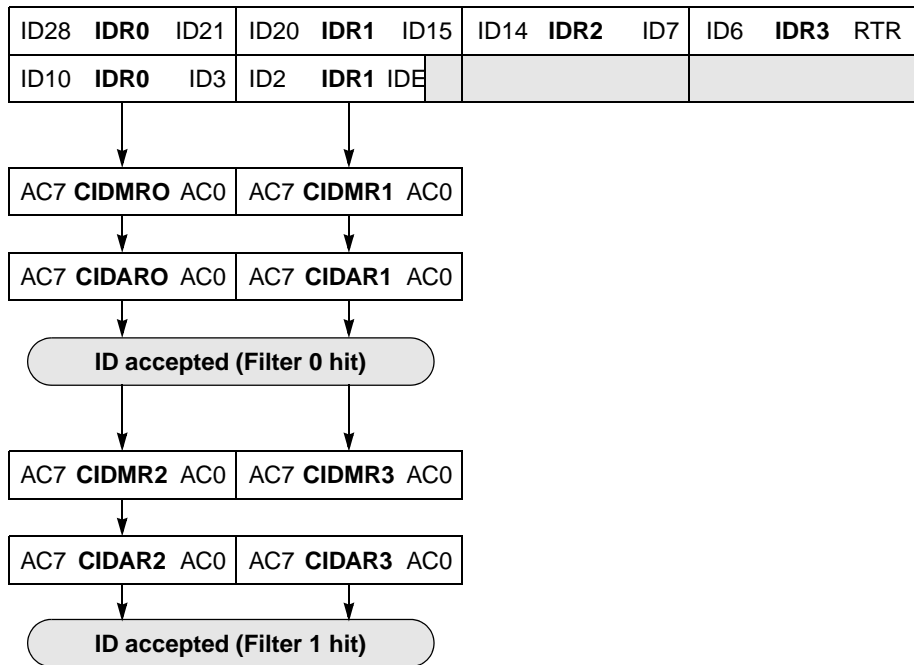 ID28 IDR0 ID21 ID20 IDR1 ID15 ID14 IDR2 ID7 ID6 IDR3 RTR
ID10 IDR0 ID3 ID2 IDR1 IDE
AC7 CIDMRO AC0 AC7 CIDMR1 AC0
AC7 CIDARO AC0 AC7 CIDAR1 AC0
ID accepted (Filter 0 hit)
AC7 CIDMR2 AC0 AC7 CIDMR3 AC0
AC7 CIDAR2 AC0 AC7 CIDAR3 AC0
ID accepted (Filter 1 hit)